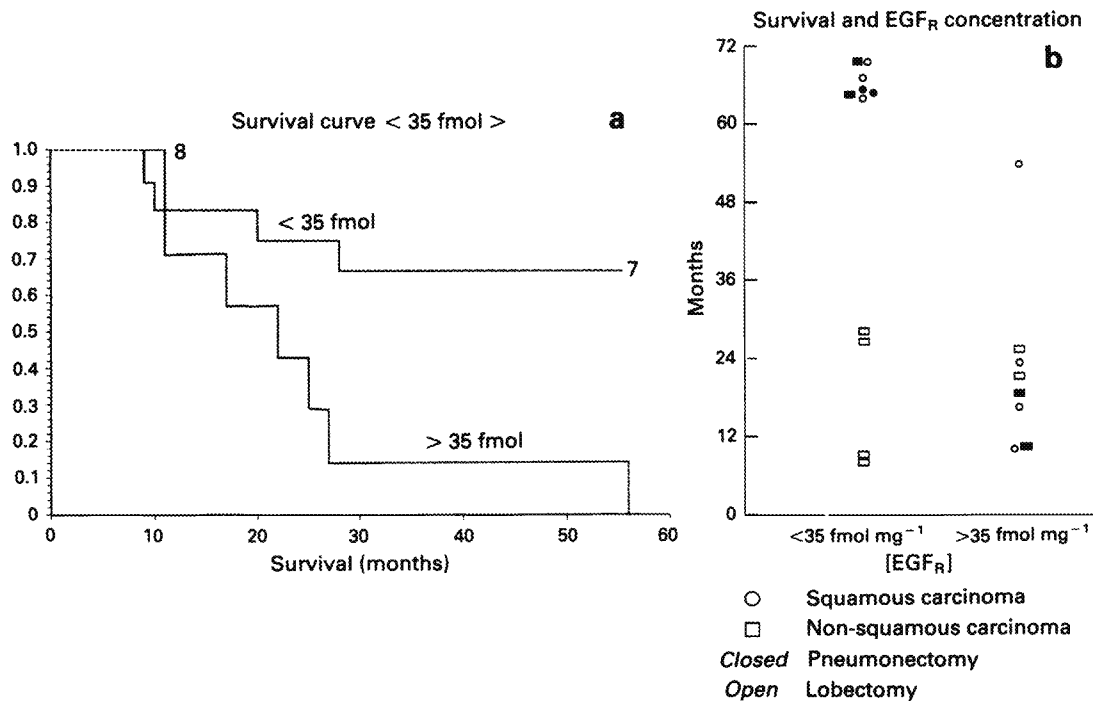 Survival curve < 35 fmol >
a
1.0
0.9
0.8
0.7
0.6
0.5
0.4
0.3
0.2
0.1
0
8
< 35 fmol
7
> 35 fmol
0
10
20
30
40
50
60
Survival (months)
Survival and EGF_R concentration
b
72
60
48
36
24
12
0
Months
<35 fmol mg⁻¹
>35 fmol mg⁻¹
[EGF_R]
Squamous carcinoma
Non-squamous carcinoma
Closed Pneumonectomy
Open Lobectomy